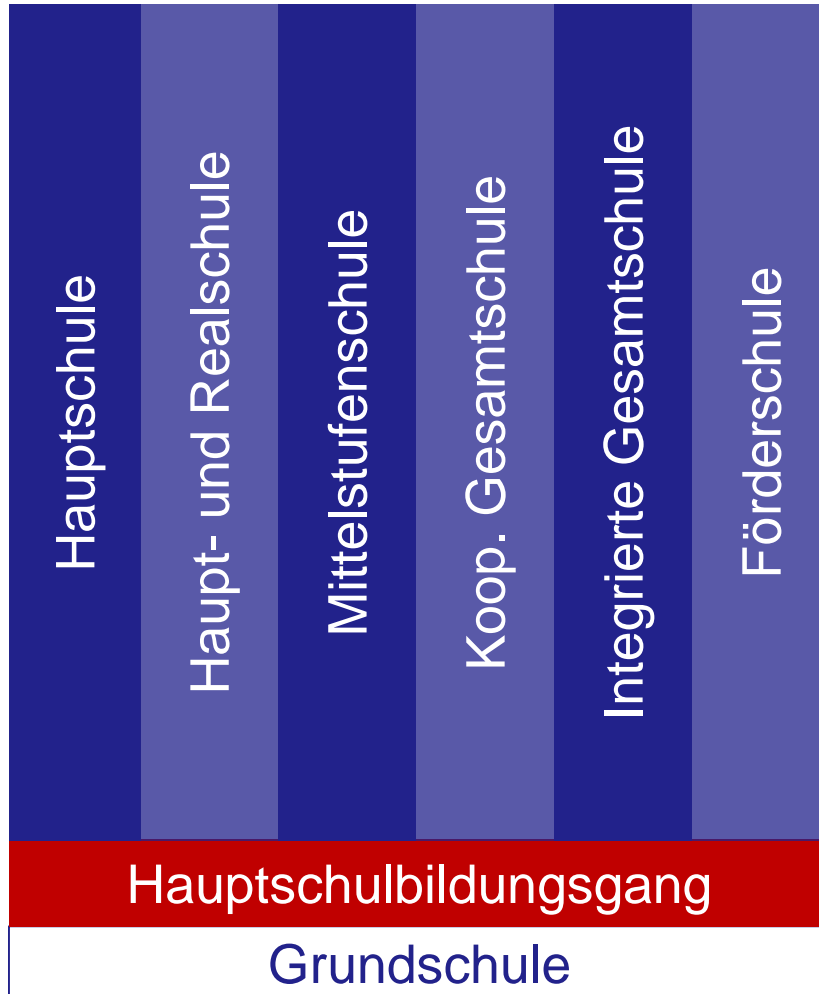 Hauptschule
Haupt- und Realschule
Mittelstufenschule
Koop. Gesamtschule
Integrierte Gesamtschule
Förderschule
Hauptschulbildungsgang
Grundschule